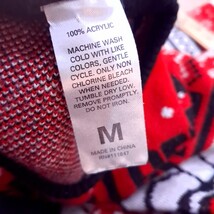 100% ACRYLIC
MACHINE WASH
COLD WITH LIKE
COLORS, GENTLE
CYCLE. ONLY NON
CHLORINE BLEACH
WHEN NEEDED.
TUMBLE DRY LOW.
REMOVE PROMPTLY.
DO NOT IRON.
M
MADE IN CHINA